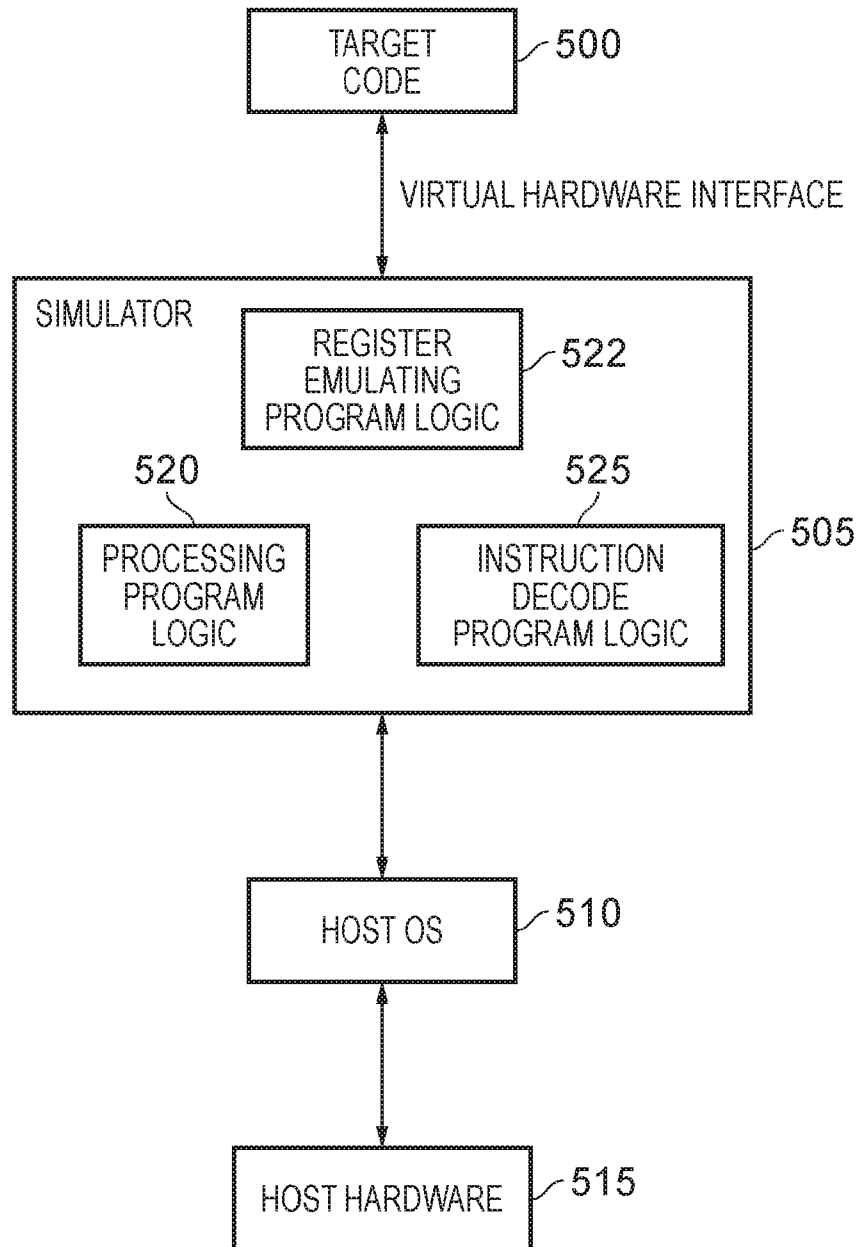 TARGET
CODE
500
VIRTUAL HARDWARE INTERFACE
SIMULATOR
REGISTER
EMULATING
PROGRAM LOGIC
522
520
525
PROCESSING
PROGRAM
LOGIC
INSTRUCTION
DECODE
PROGRAM LOGIC
505
HOST OS
510
HOST HARDWARE
515